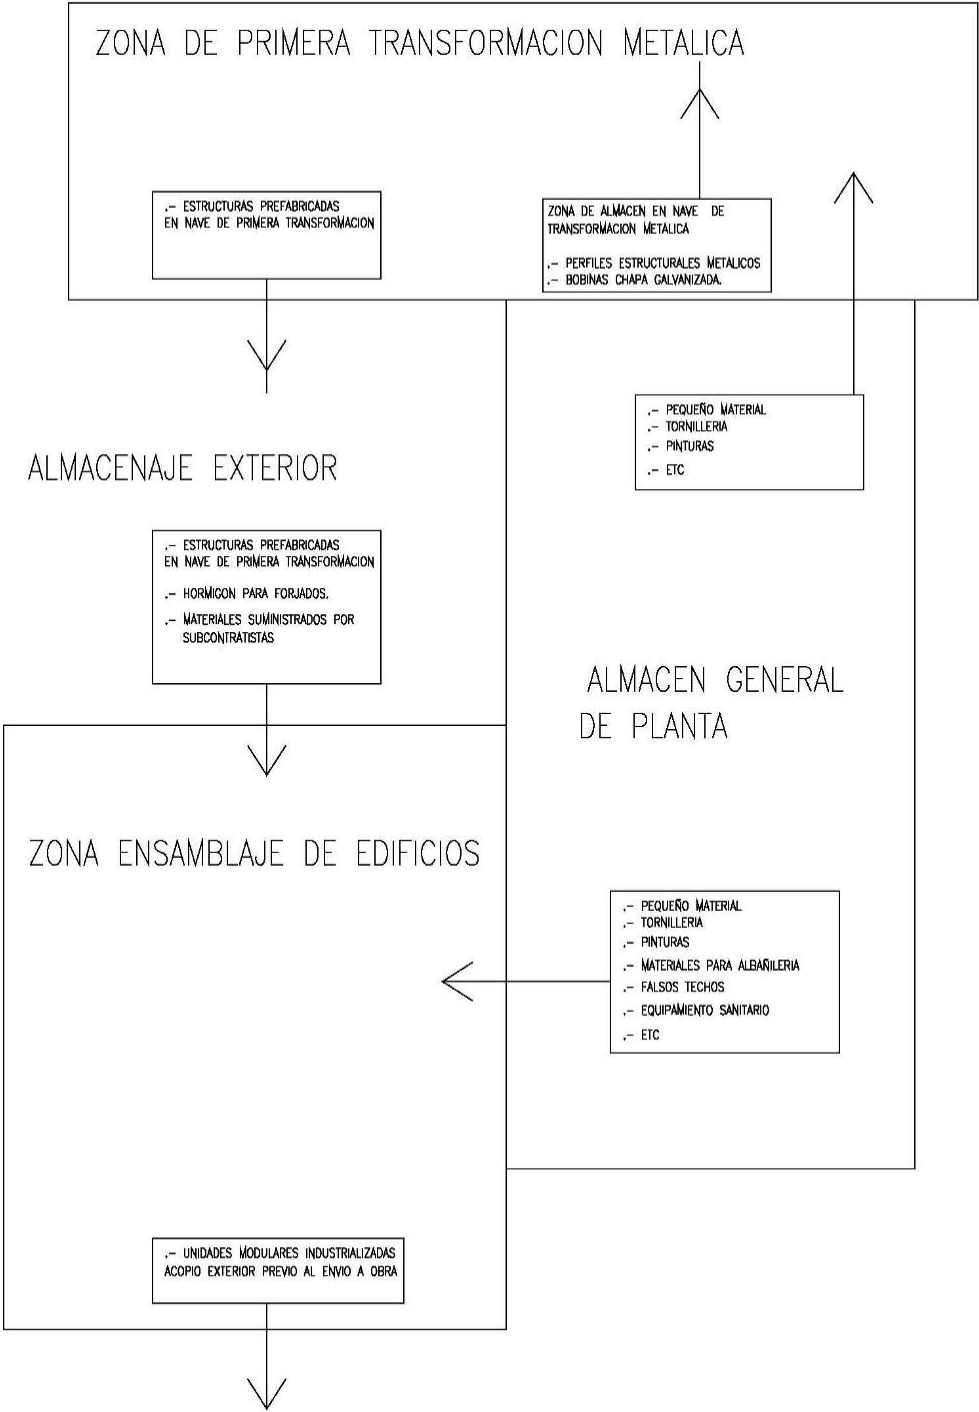 ZONA DE PRIMERA TRANSFORMACION METALICA
.- ESTRUCTURAS PREFABRICADAS
EN NAVE DE PRIMERA TRANSFORMACION
ZONA DE ALMACEN EN NAVE DE
TRANSFORMACION METALICA
.- PERFILES ESTRUCTURALES METALICOS
.- BOBINAS CHAPA GALVANIZADA.
.- PEQUEÑO MATERIAL
.- TORNILLERIA
.- PINTURAS
.- ETC
ALMACENAJE EXTERIOR
.- ESTRUCTURAS PREFABRICADAS
EN NAVE DE PRIMERA TRANSFORMACION
.- HORMIGON PARA FORJADOS.
.- MATERIALES SUMINISTRADOS POR
SUBCONTRATISTAS
ALMACEN GENERAL
DE PLANTA
ZONA ENSAMBLAJE DE EDIFICIOS
.- PEQUEÑO MATERIAL
.- TORNILLERIA
.- PINTURAS
.- MATERIALES PARA ALBAÑILERIA
.- FALSOS TECHOS
.- EQUIPAMIENTO SANITARIO
.- ETC
.- UNIDADES MODULARES INDUSTRIALIZADAS
ACOPIO EXTERIOR PREVIO AL ENVIO A OBRA